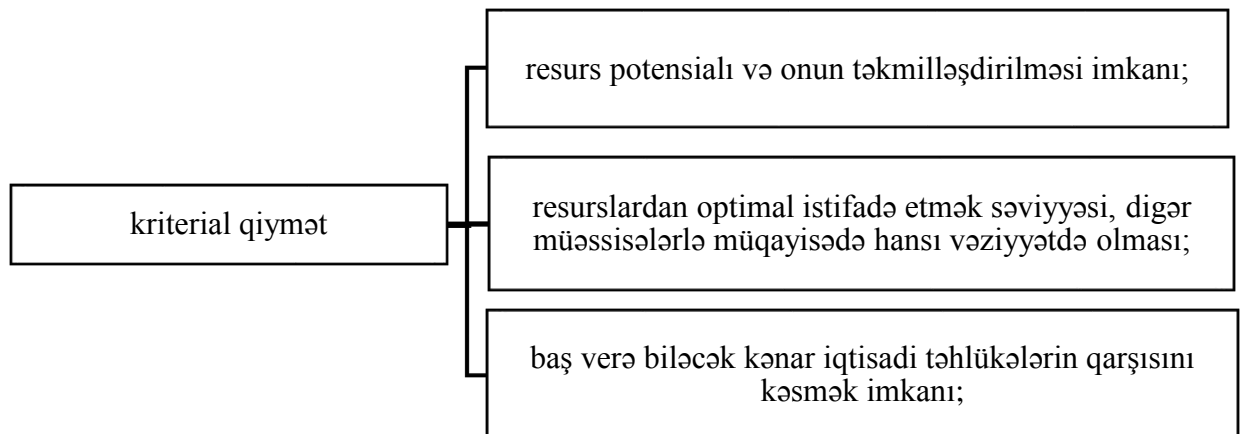 resurs potensialı və onun təkmilləşdirilməsi imkanı;
kriterial qiymət
resurslardan optimal istifadə etmək səviyyəsi, digər
müəssisələrlə müqayisədə hansı vəziyyətdə olması;
baş verə biləcək kənar iqtisadi təhlükələrin qarşısını
kəsmək imkanı;